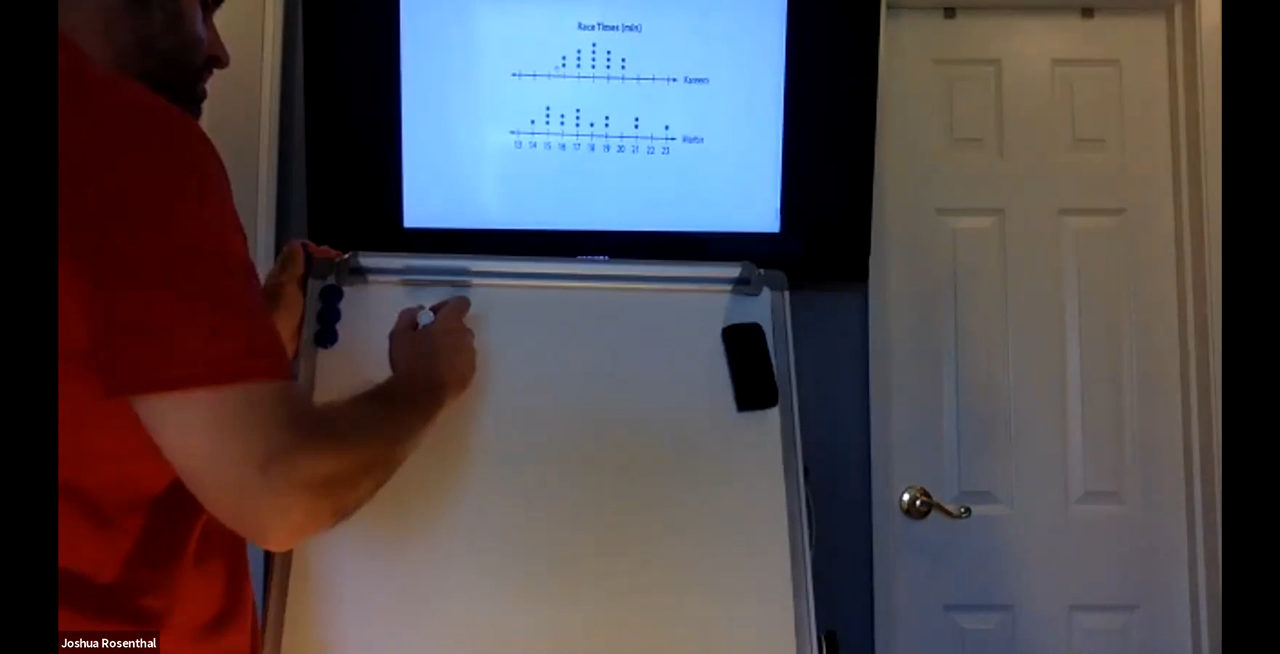 Race Times (min)
Kareem
Martin
13 14 15 16 17 18 19 20 21 22 23
Joshua Rosenthal